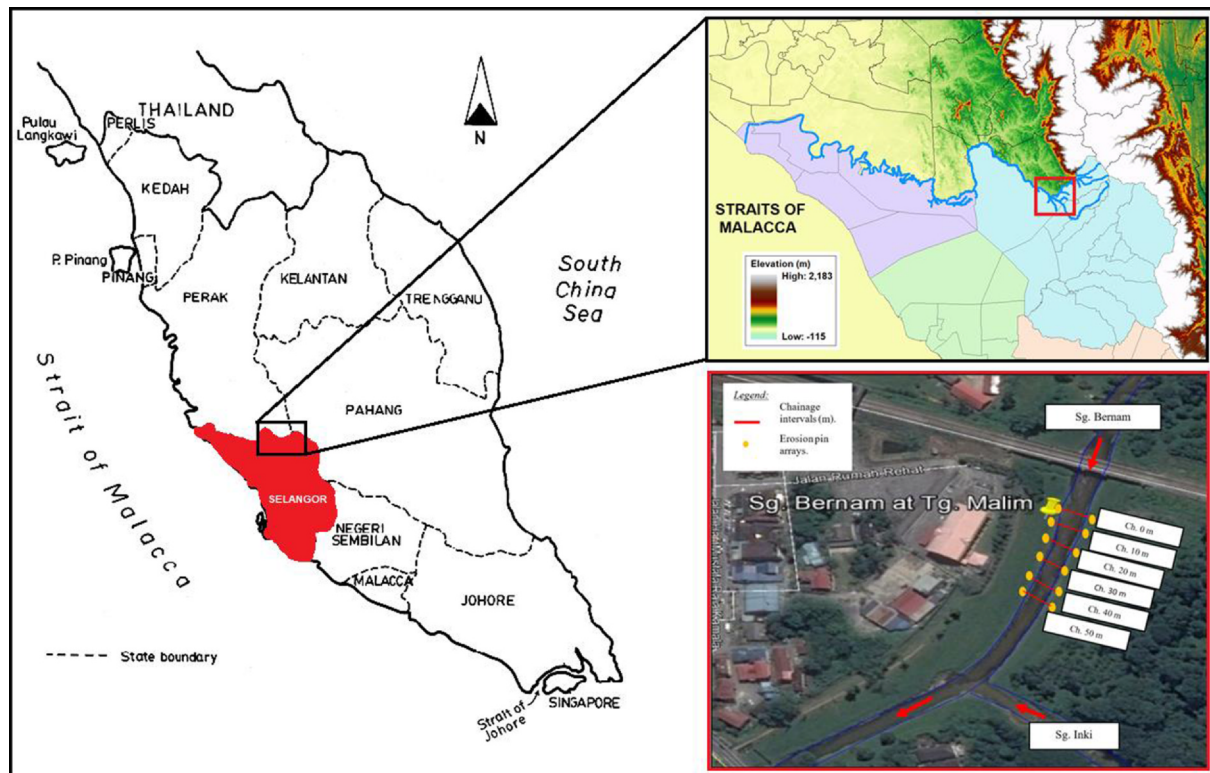 THAILAND
Pulau
Langkawi
PERLIS
KEDAH
P. Pinang
PINANG
PERAK
KELANTAN
TRENGGANU
South
China
Sea
N
PAHANG
Strait of Malacca
SELANGOR
NEGERI
SEMBILAN
MALACCA
JOHORE
State boundary
Strait of
Johore
SINGAPORE
STRAITS OF
MALACCA
Elevation (m)
High: 2,183
Low: -115
Legend:
Chainage
intervals (m).
Erosion pin
arrays.
Sg. Bernam
Jalan Rumah Rehat
Sg. Bernam at Tg. Malim
Ch. 0 m
Ch. 10 m
Ch. 20 m
Ch. 30 m
Ch. 40 m
Ch. 50 m
Sg. Inki